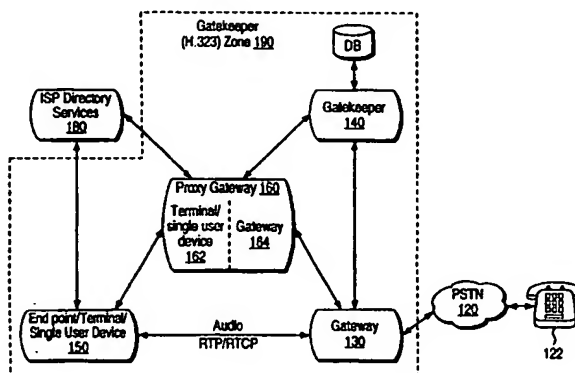 Gatekeeper
(H.323) Zone 190
DB
ISP Directory
Services
180
Gatekeeper
140
Proxy Gateway 160
Terminal/
single user
device
162
Gateway
164
End point/Terminal/
Single User Device
150
Audio
RTP/RTCP
Gateway
130
PSTN
120
122